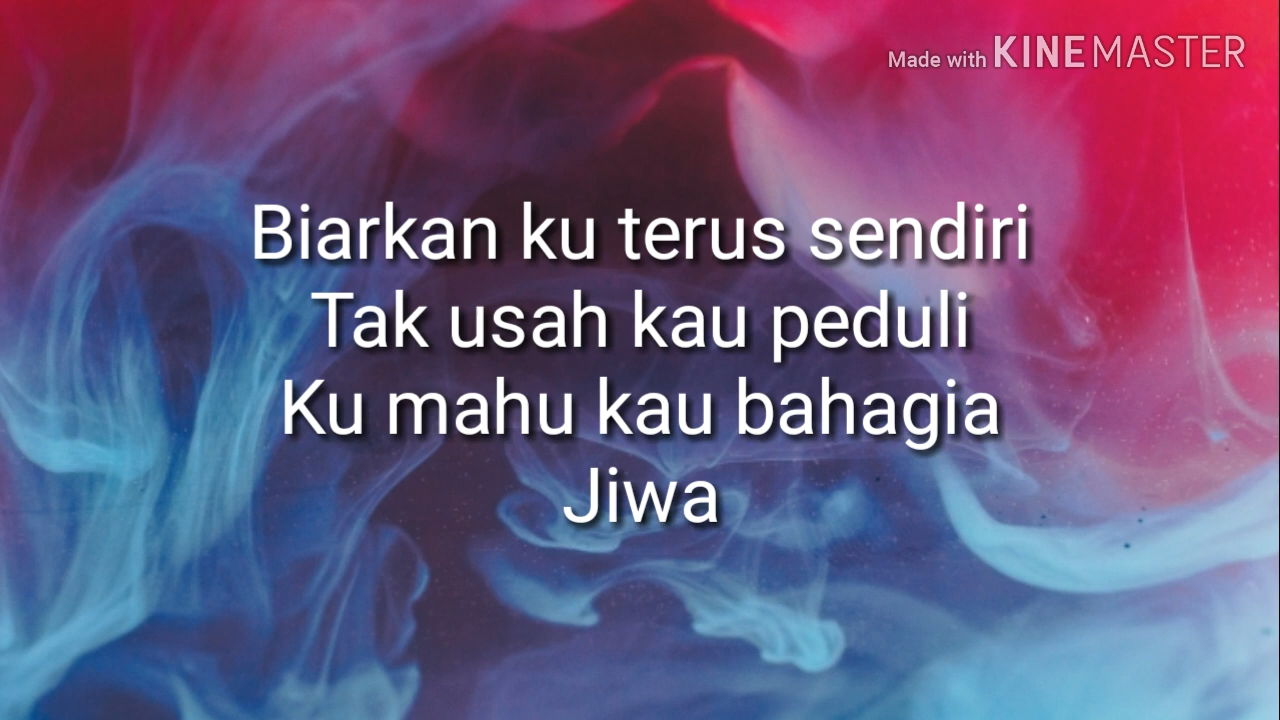 Made with KINEMASTER
Biarkan ku terus sendiri
Tak usah kau peduli
Ku mahu kau bahagia
Jiwa